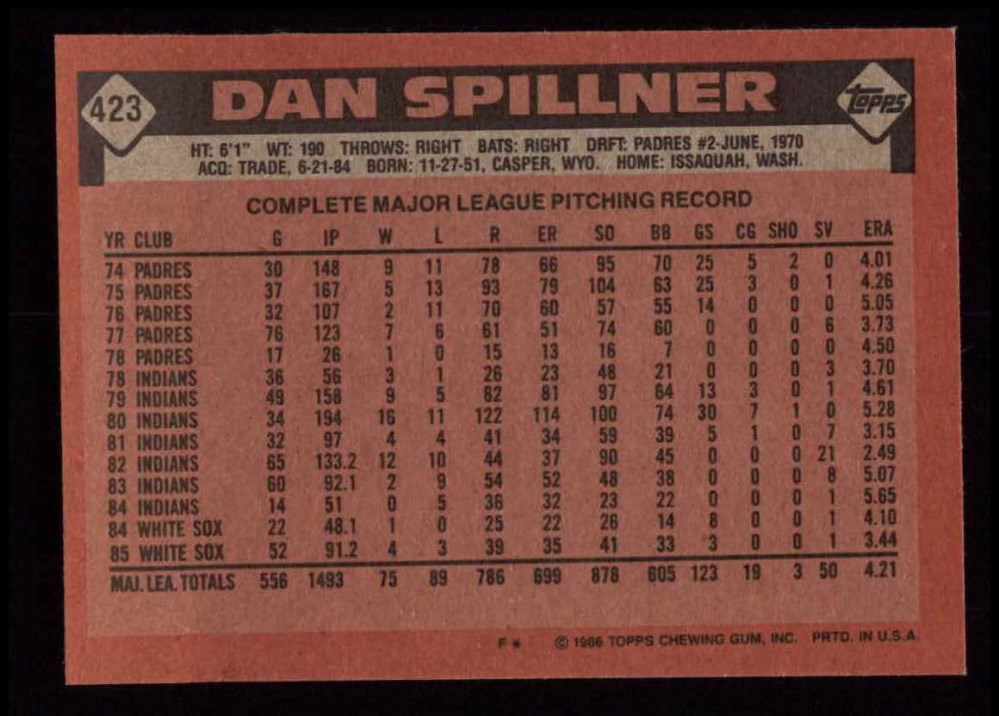 423 DAN SPILLNER TOPPS
HT: 6'1" WT: 190 THROWS: RIGHT BATS: RIGHT DRFT: PADRES #2-JUNE, 1970
ACQ: TRADE, 6-21-84 BORN: 11-27-51, CASPER, WYO. HOME: ISSAQUAH, WASH.
COMPLETE MAJOR LEAGUE PITCHING RECORD
YR CLUB G IP W L R ER SO BB GS CG SHO SV ERA
74 PADRES 30 148 9 11 78 66 95 70 25 5 2 0 4.01
75 PADRES 37 167 5 13 93 79 104 63 25 3 0 1 4.26
76 PADRES 32 107 2 11 70 60 57 55 14 0 0 0 5.05
77 PADRES 76 123 7 6 61 51 74 60 0 0 0 6 3.73
78 PADRES 17 26 1 0 15 13 16 7 0 0 0 0 4.50
78 INDIANS 36 56 3 1 26 23 48 21 0 0 0 3 3.70
79 INDIANS 49 158 9 5 82 81 97 64 13 3 0 1 4.61
80 INDIANS 34 194 16 11 122 114 100 74 30 7 1 0 5.28
81 INDIANS 32 97 4 4 41 34 59 39 5 1 0 7 3.15
82 INDIANS 65 133.2 12 10 44 37 90 45 0 0 0 21 2.49
83 INDIANS 60 92.1 2 9 54 52 48 38 0 0 0 8 5.07
84 INDIANS 14 51 0 5 36 32 23 22 0 0 0 1 5.65
84 WHITE SOX 22 48.1 1 0 25 22 26 14 8 0 0 1 4.10
85 WHITE SOX 52 91.2 4 3 39 35 41 33 3 0 0 1 3.44
MAJ. LEA. TOTALS 556 1493 75 89 786 699 878 605 123 19 3 50 4.21
F * © 1986 TOPPS CHEWING GUM, INC. PRTD. IN U.S.A.